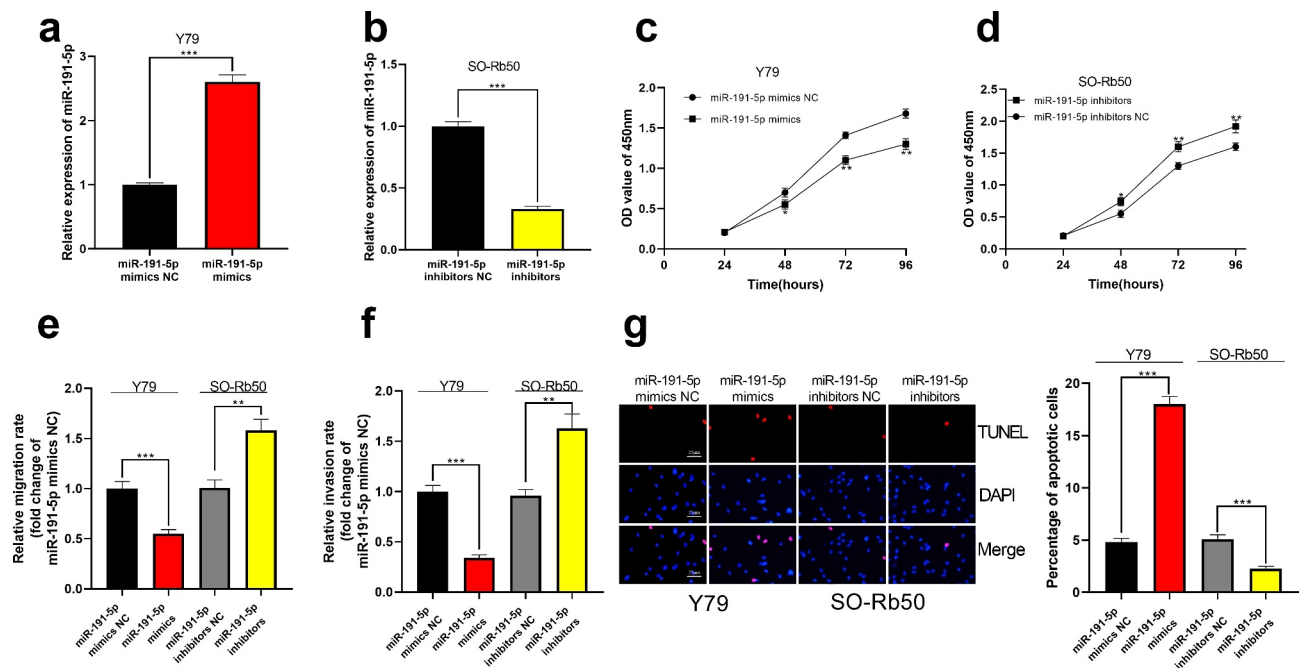 a
Y79
***
Relative expression of miR-191-5p
3
2
1
0
miR-191-5p
mimics NC
miR-191-5p
mimics
b
SO-Rb50
***
Relative expression of miR-191-5p
1.5
1.0
0.5
0.0
miR-191-5p
inhibitors NC
miR-191-5p
inhibitors
c
Y79
miR-191-5p mimics NC
miR-191-5p mimics
OD value of 450nm
2.0
1.5
1.0
0.5
0.0
*
**
**
0
24
48
72
96
Time(hours)
d
SO-Rb50
miR-191-5p inhibitors
miR-191-5p inhibitors NC
OD value of 450nm
2.5
2.0
1.5
1.0
0.5
0.0
*
**
**
0
24
48
72
96
Time(hours)
e
Y79
SO-Rb50
***
**
Relative migration rate
(fold change of
miR-191-5p mimics NC)
2.0
1.5
1.0
0.5
0.0
miR-191-5p
mimics NC
miR-191-5p
mimics
miR-191-5p
inhibitors NC
miR-191-5p
inhibitors
f
Y79
SO-Rb50
***
**
Relative invasion rate
(fold change of
miR-191-5p mimics NC)
2.0
1.5
1.0
0.5
0.0
miR-191-5p
mimics NC
miR-191-5p
mimics
miR-191-5p
inhibitors NC
miR-191-5p
inhibitors
g
miR-191-5p
mimics NC
miR-191-5p
mimics
miR-191-5p
inhibitors NC
miR-191-5p
inhibitors
TUNEL
25μm
25μm
DAPI
25μm
25μm
Merge
25μm
25μm
Y79
SO-Rb50
Y79
SO-Rb50
***
***
Percentage of apoptotic cells
20
15
10
5
0
miR-191-5p
mimics NC
miR-191-5p
mimics
miR-191-5p
inhibitors NC
miR-191-5p
inhibitors